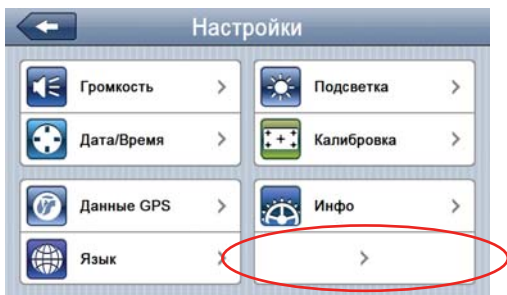 Настройки
Громкость
Подсветка
Дата/Время
Калибровка
Данные GPS
Инфо
Язык